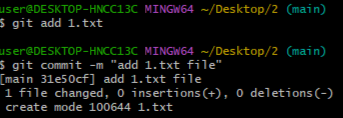 user@DESKTOP-HNCC13C MINGW64 ~/Desktop/2 (main)
$ git add 1.txt
user@DESKTOP-HNCC13C MINGW64 ~/Desktop/2 (main)
$ git commit -m "add 1.txt file"
[main 31e50cf] add 1.txt file
 1 file changed, 0 insertions(+), 0 deletions(-)
 create mode 100644 1.txt